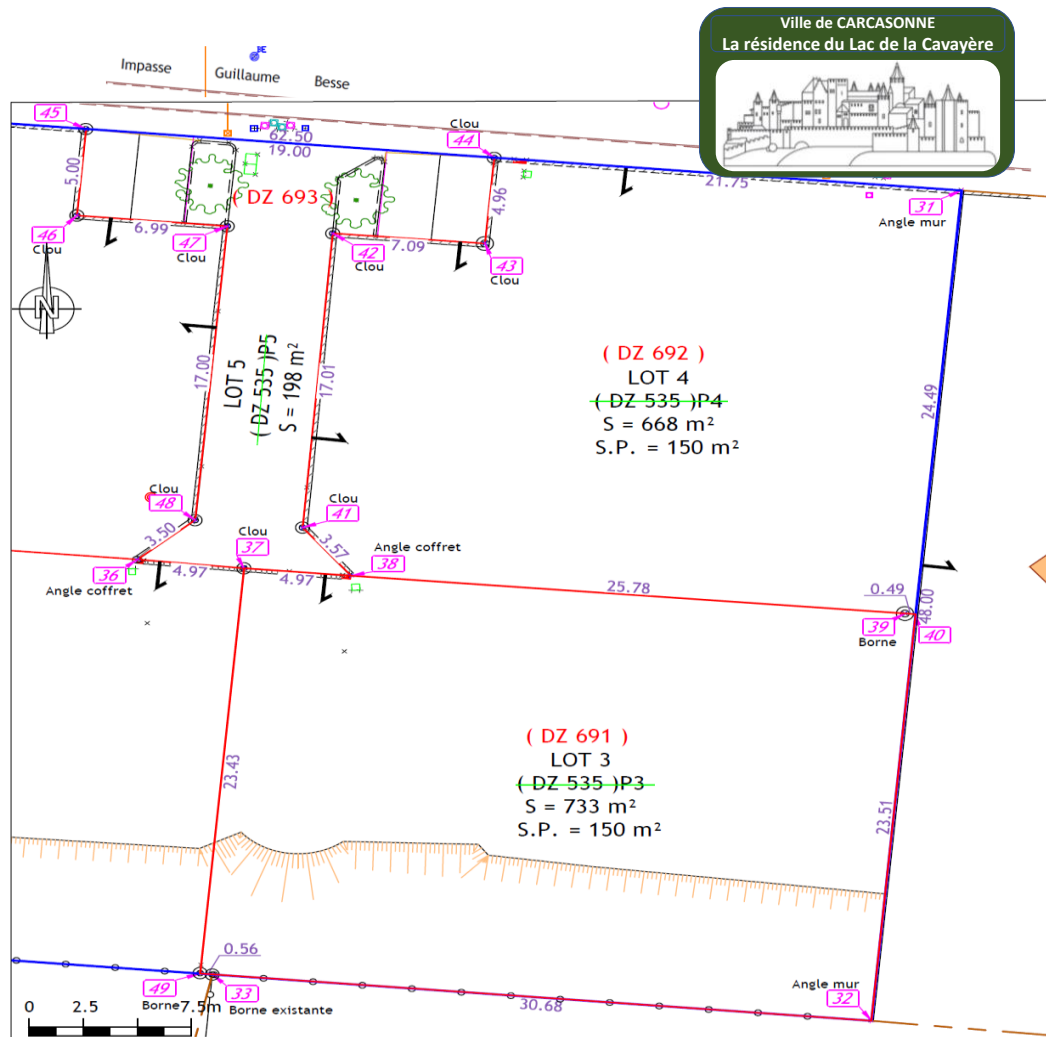 Ville de CARCASONNE
La résidence du Lac de la Cavayère
Impasse
Guillaume
Besse
45
62.50
19.00
Clou
44
21.75
31
Angle mur
5.00
4.96
( DZ 693 )
46
Clou
6.99
47
Clou
42
Clou
7.09
43
Clou
N
17.00
LOT 5
( DZ 535 )P5
S = 198 m²
17.01
( DZ 692 )
LOT 4
( DZ 535 )P4
S = 668 m²
S.P. = 150 m²
24.49
Clou
48
3.50
Clou
41
3.57
Clou
37
36
Angle coffret
4.97
4.97
Angle coffret
38
25.78
0.49
39
Borne
48.00
40
23.43
( DZ 691 )
LOT 3
( DZ 535 )P3
S = 733 m²
S.P. = 150 m²
23.51
0.56
49
Borne
33
Borne existante
30.68
Angle mur
32
0
2.5
7.5m